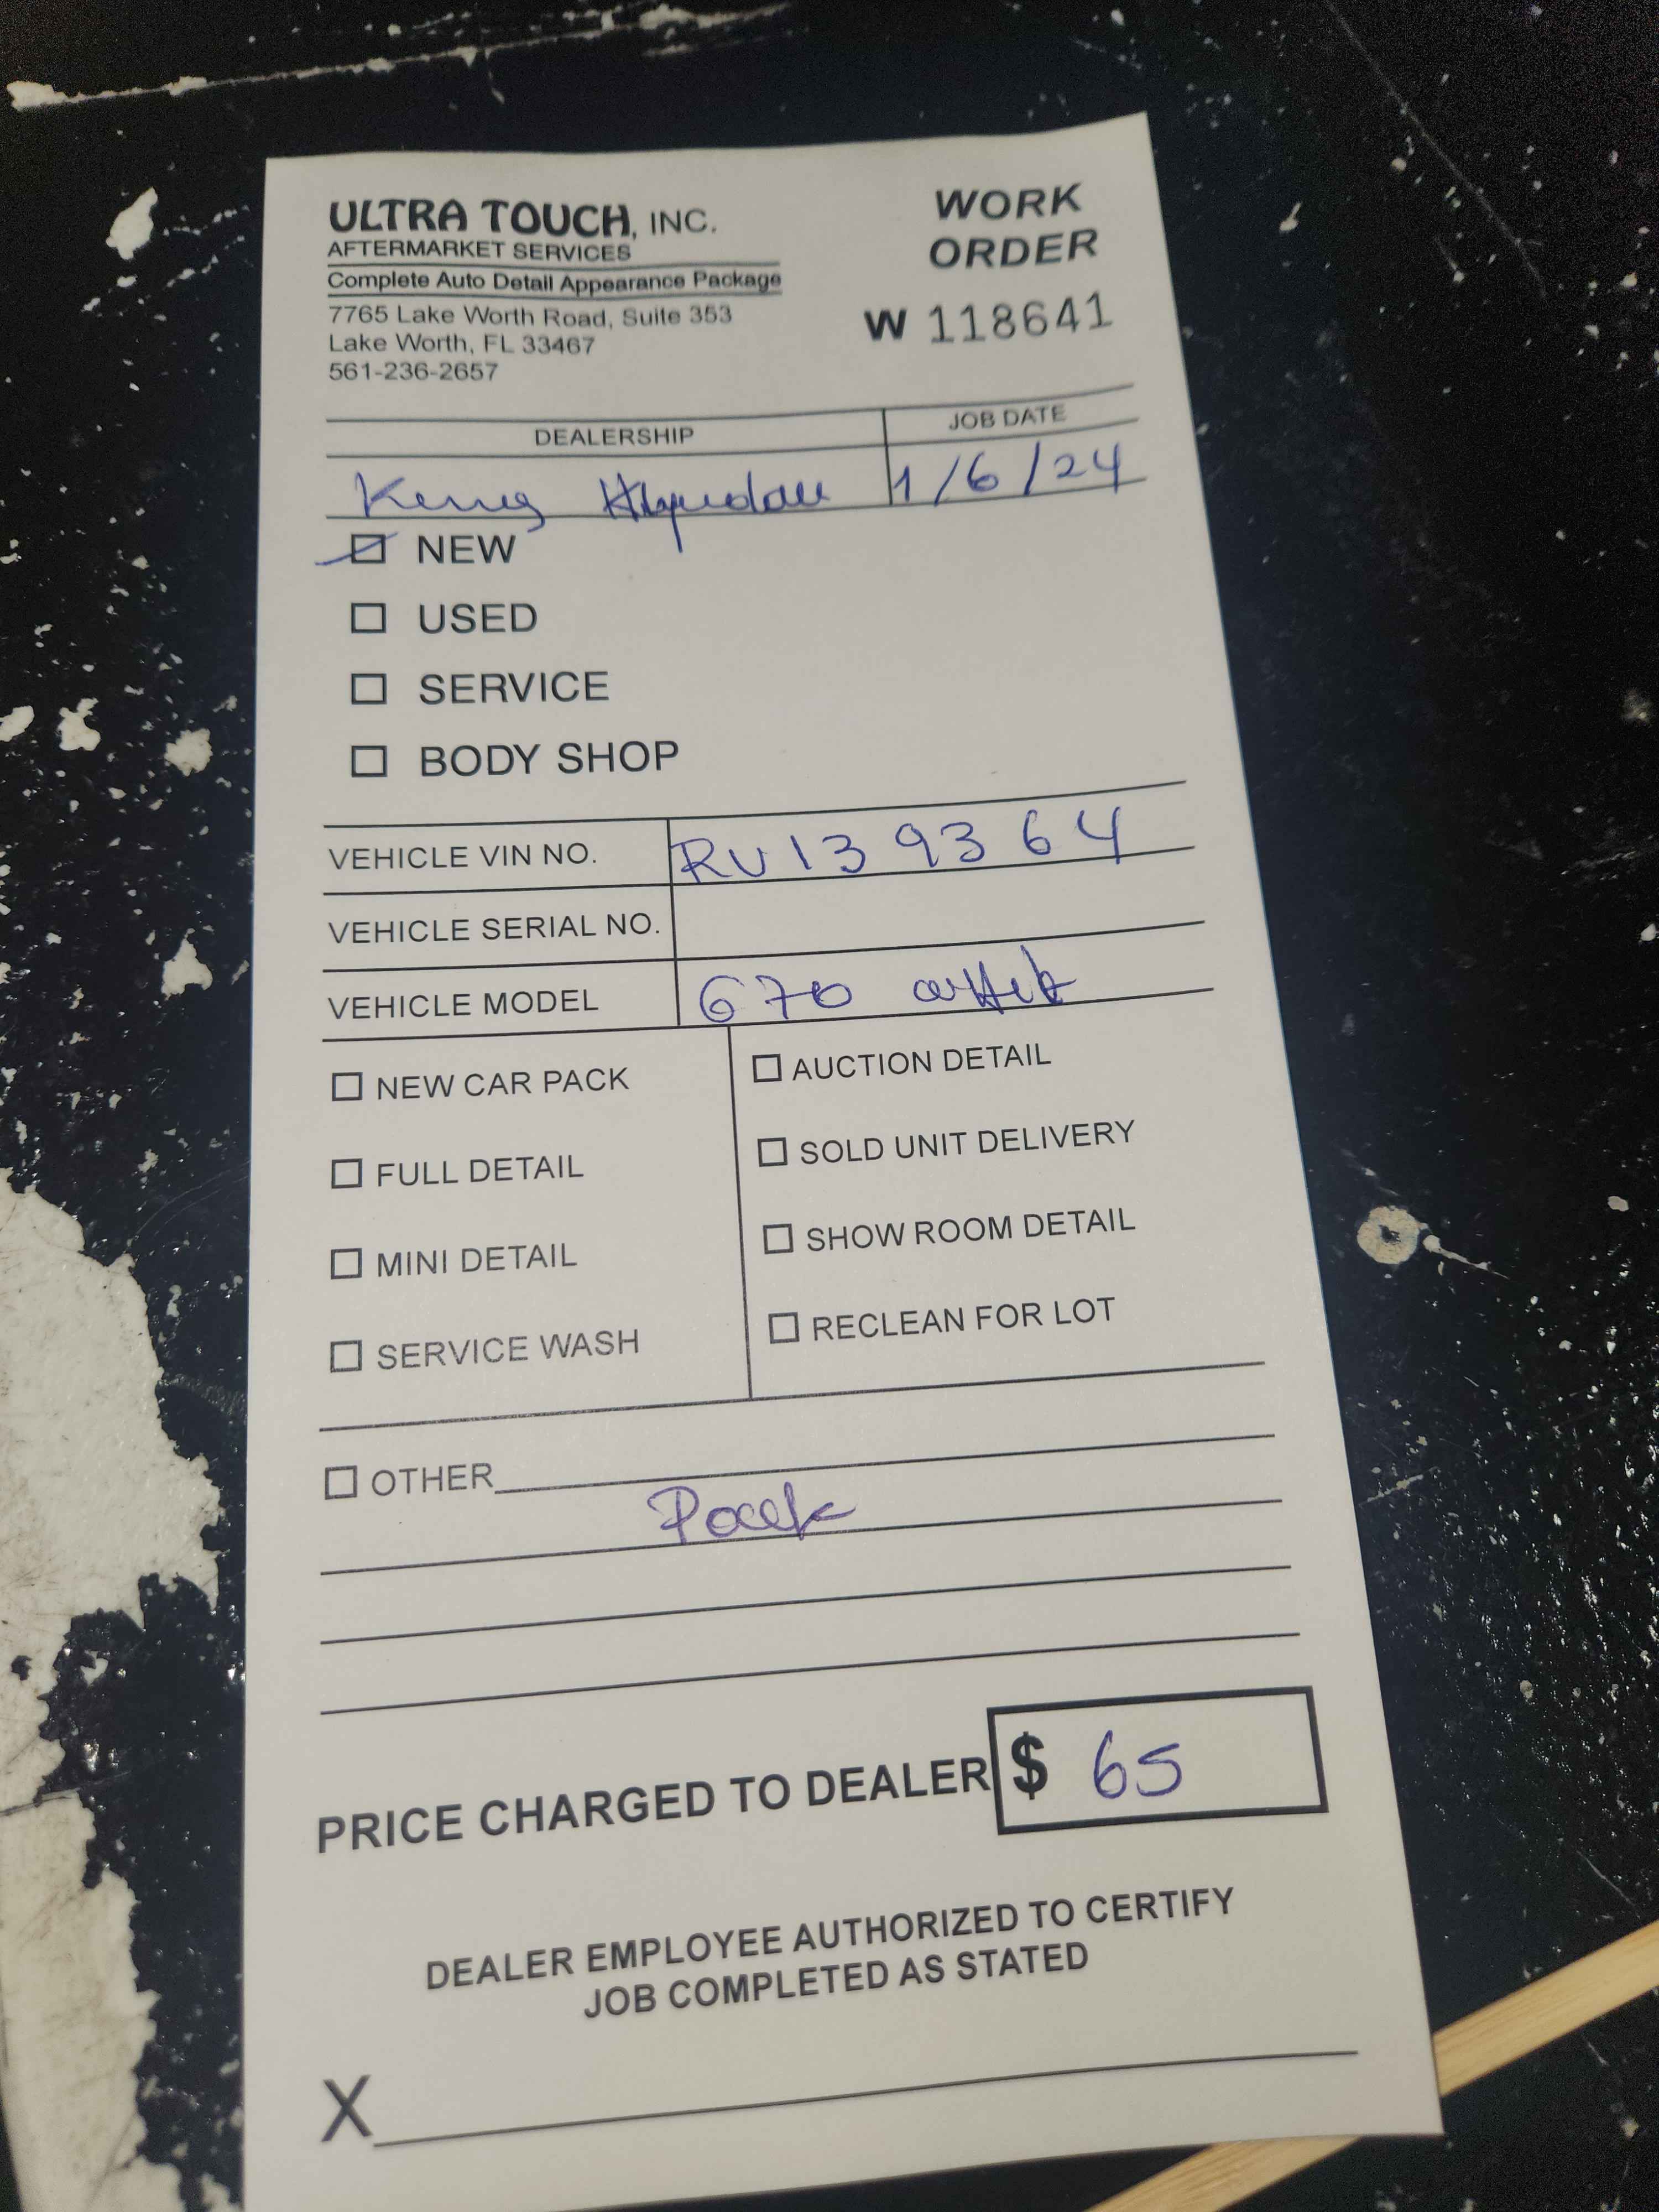 ULTRA TOUCH, INC.
AFTERMARKET SERVICES
Complete Auto Detail Appearance Package
7765 Lake Worth Road, Suite 353
Lake Worth, FL 33467
561-236-2657
WORK
ORDER
W 118641
DEALERSHIP
JOB DATE
1/6/24
NEW
USED
SERVICE
BODY SHOP
VEHICLE VIN NO. RU139364
VEHICLE SERIAL NO.
VEHICLE MODEL G70
NEW CAR PACK
FULL DETAIL
MINI DETAIL
SERVICE WASH
AUCTION DETAIL
SOLD UNIT DELIVERY
SHOW ROOM DETAIL
RECLEAN FOR LOT
OTHER
Pack
PRICE CHARGED TO DEALER $ 65
DEALER EMPLOYEE AUTHORIZED TO CERTIFY
JOB COMPLETED AS STATED
X